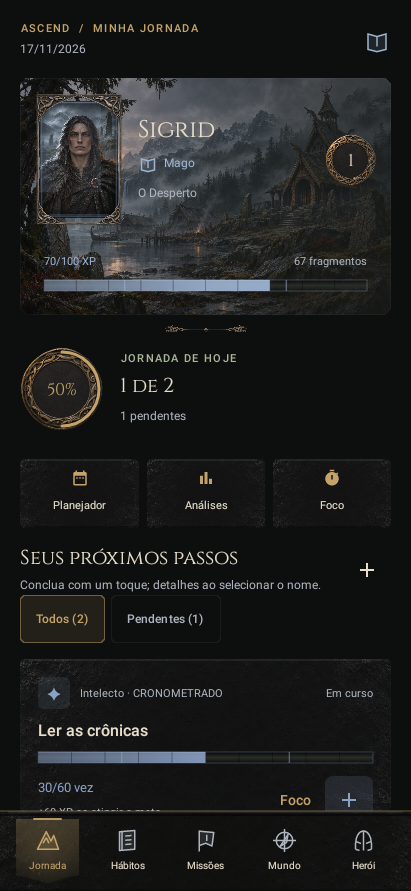 ASCEND / MINHA JORNADA
17/11/2026
SIGRID
Mago
O Desperto
1
70/100 XP
67 fragmentos
JORNADA DE HOJE
50%
1 DE 2
1 pendentes
Planejador
Análises
Foco
SEUS PRÓXIMOS PASSOS
Conclua com um toque; detalhes ao selecionar o nome.
Todos (2)
Pendentes (1)
Intelecto · CRONOMETRADO
Em curso
Ler as crônicas
30/60 vez
Foco
Jornada
Hábitos
Missões
Mundo
Herói